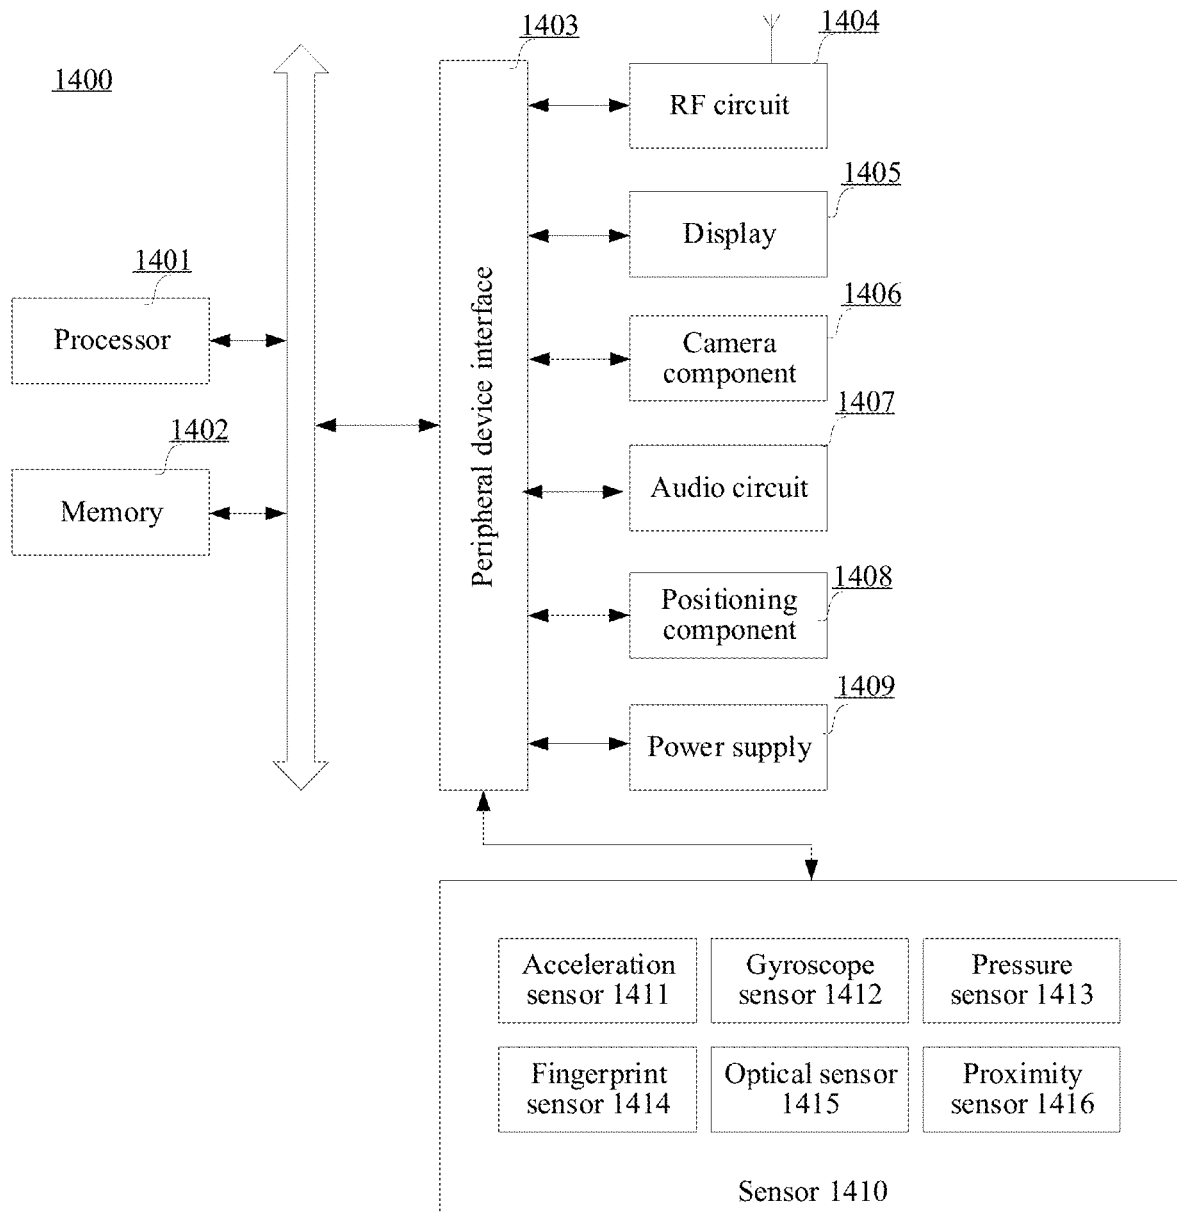 1400
1403
1404
RF circuit
1405
Display
1401
Processor
1406
Camera
component
1402
Memory
Peripheral device interface
1407
Audio circuit
1408
Positioning
component
1409
Power supply
Acceleration
sensor 1411
Gyroscope
sensor 1412
Pressure
sensor 1413
Fingerprint
sensor 1414
Optical sensor
1415
Proximity
sensor 1416
Sensor 1410